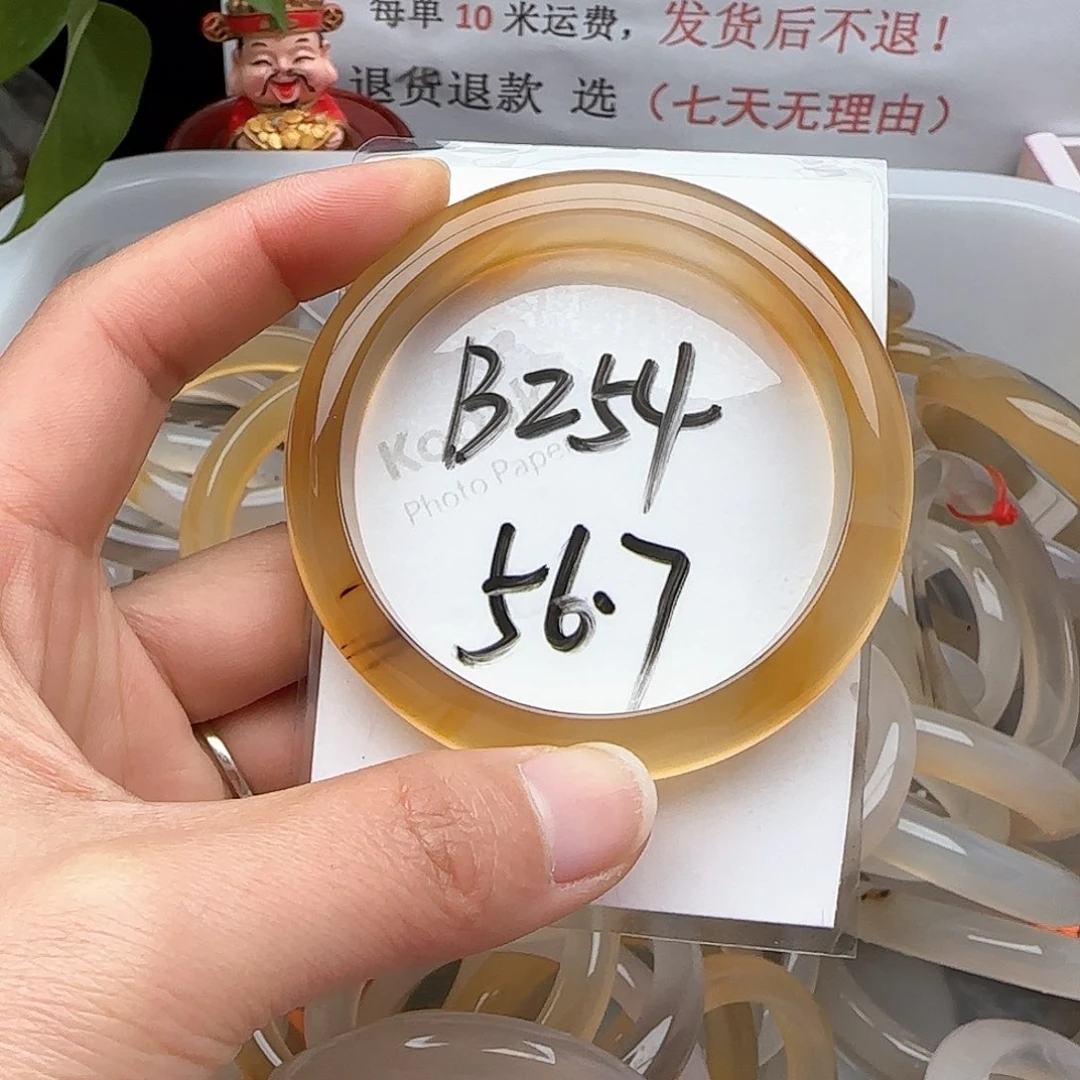 每单 10 米运费，发货后不退！
退货退款 选 （七天无理由）
B254
Photo Paper
56.7